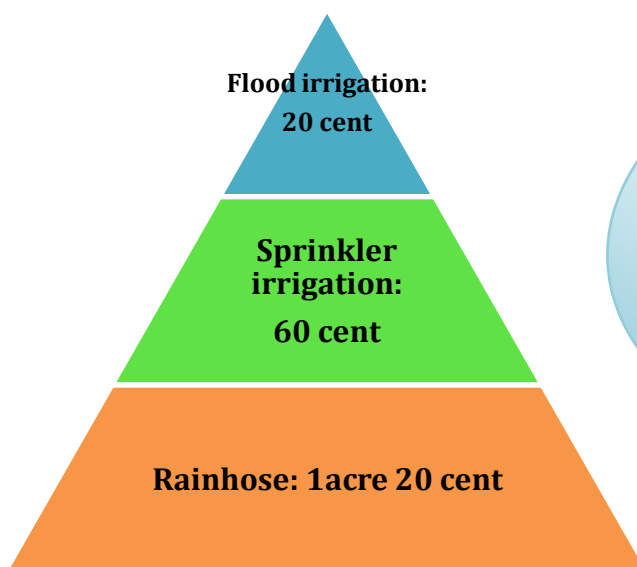 Flood irrigation:
20 cent
Sprinkler
irrigation:
60 cent
Rainhose: 1acre 20 cent